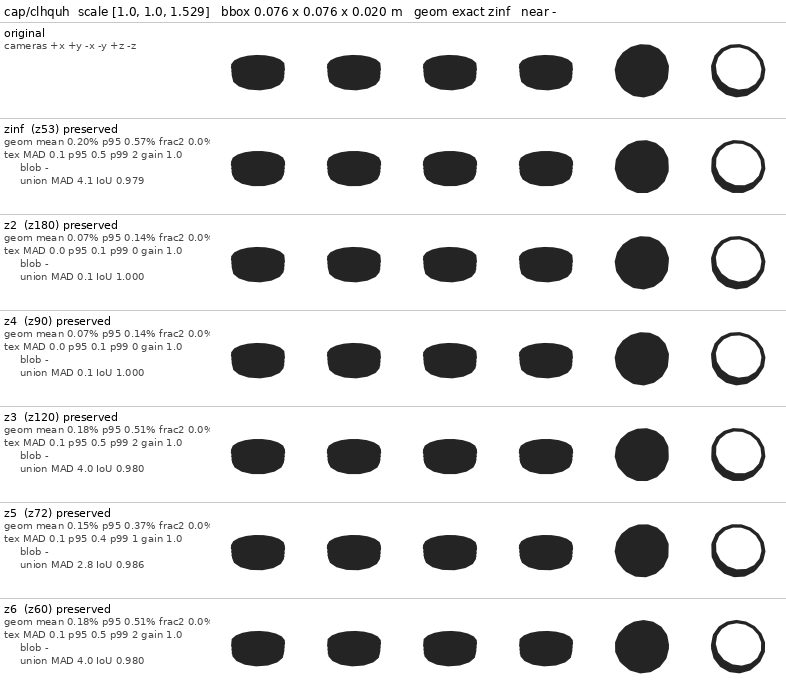 cap/clhquh  scale [1.0, 1.0, 1.529]   bbox 0.076 x 0.076 x 0.020 m   geom exact zinf   near -
original
cameras +x +y -x -y +z -z
zinf  (z53) preserved
geom mean 0.20% p95 0.57% frac2 0.0%
tex MAD 0.1 p95 0.5 p99 2 gain 1.0
blob -
union MAD 4.1 IoU 0.979
z2  (z180) preserved
geom mean 0.07% p95 0.14% frac2 0.0%
tex MAD 0.0 p95 0.1 p99 0 gain 1.0
blob -
union MAD 0.1 IoU 1.000
z4  (z90) preserved
geom mean 0.07% p95 0.14% frac2 0.0%
tex MAD 0.0 p95 0.1 p99 0 gain 1.0
blob -
union MAD 0.1 IoU 1.000
z3  (z120) preserved
geom mean 0.18% p95 0.51% frac2 0.0%
tex MAD 0.1 p95 0.5 p99 2 gain 1.0
blob -
union MAD 4.0 IoU 0.980
z5  (z72) preserved
geom mean 0.15% p95 0.37% frac2 0.0%
tex MAD 0.1 p95 0.4 p99 1 gain 1.0
blob -
union MAD 2.8 IoU 0.986
z6  (z60) preserved
geom mean 0.18% p95 0.51% frac2 0.0%
tex MAD 0.1 p95 0.5 p99 2 gain 1.0
blob -
union MAD 4.0 IoU 0.980